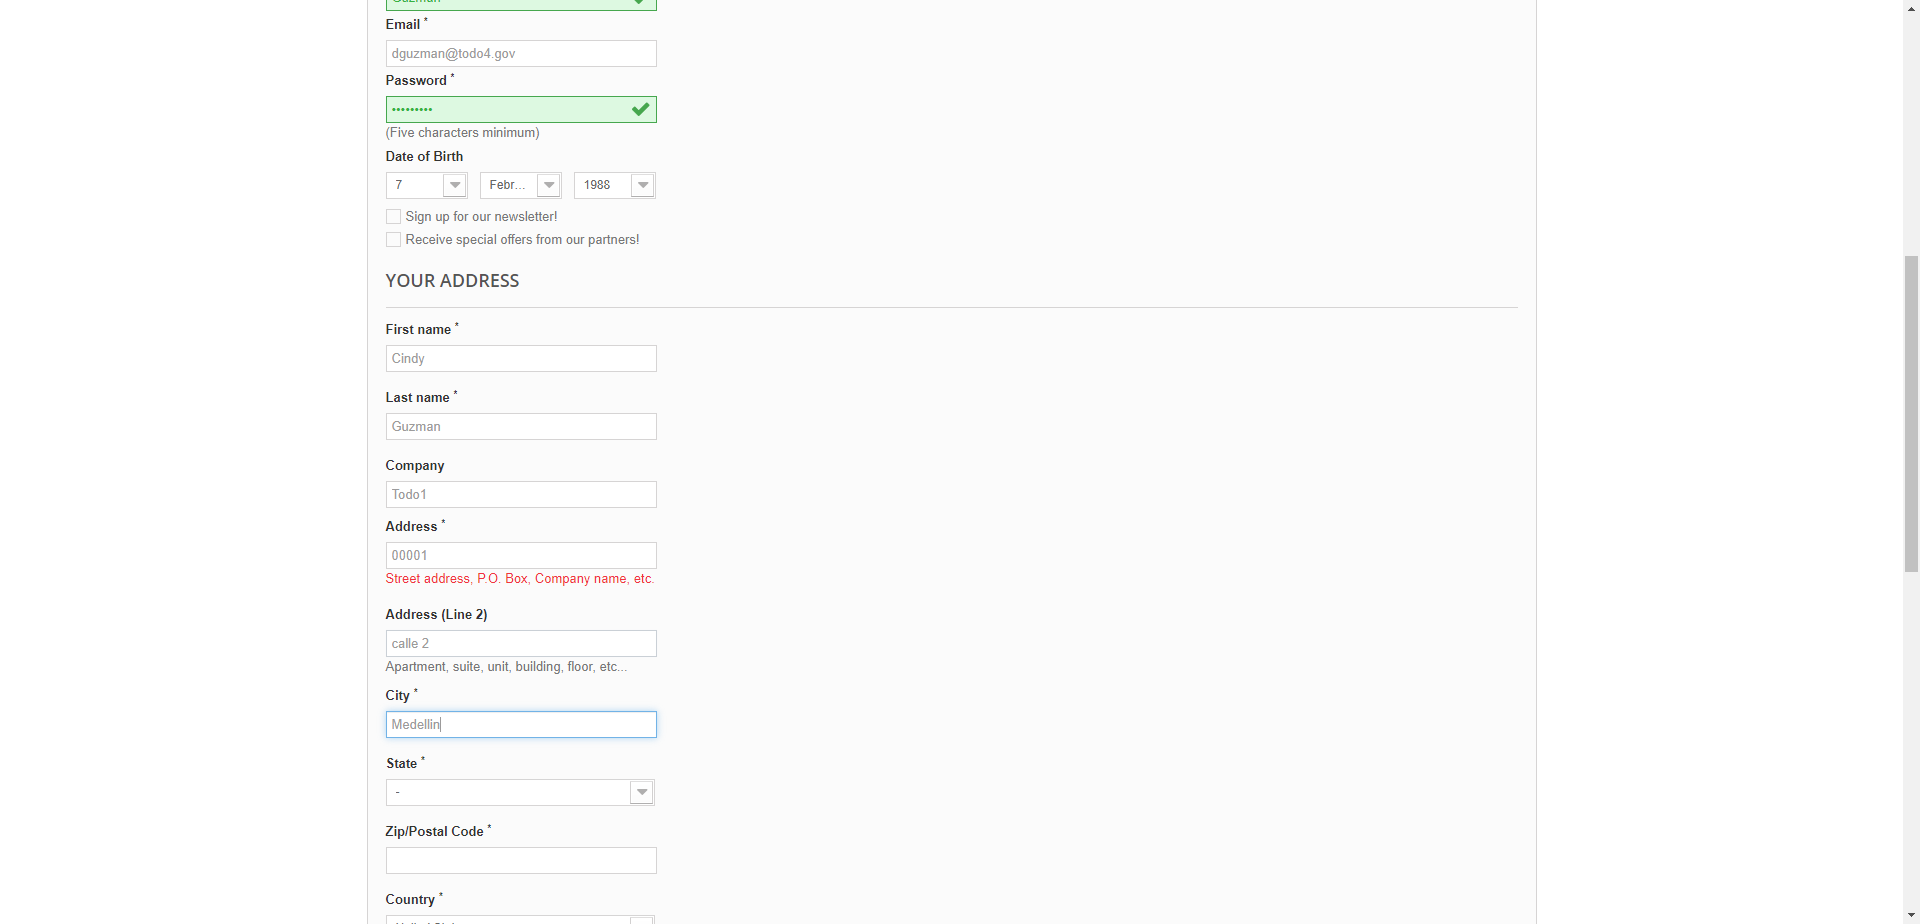 Guzman
Email *
dguzman@todo4.gov
Password *
•••••••••
(Five characters minimum)
Date of Birth
7 Febr... 1988
Sign up for our newsletter!
Receive special offers from our partners!
YOUR ADDRESS
First name *
Cindy
Last name *
Guzman
Company
Todo1
Address *
00001
Street address, P.O. Box, Company name, etc.
Address (Line 2)
calle 2
Apartment, suite, unit, building, floor, etc...
City *
Medellin
State *
-
Zip/Postal Code *
Country *